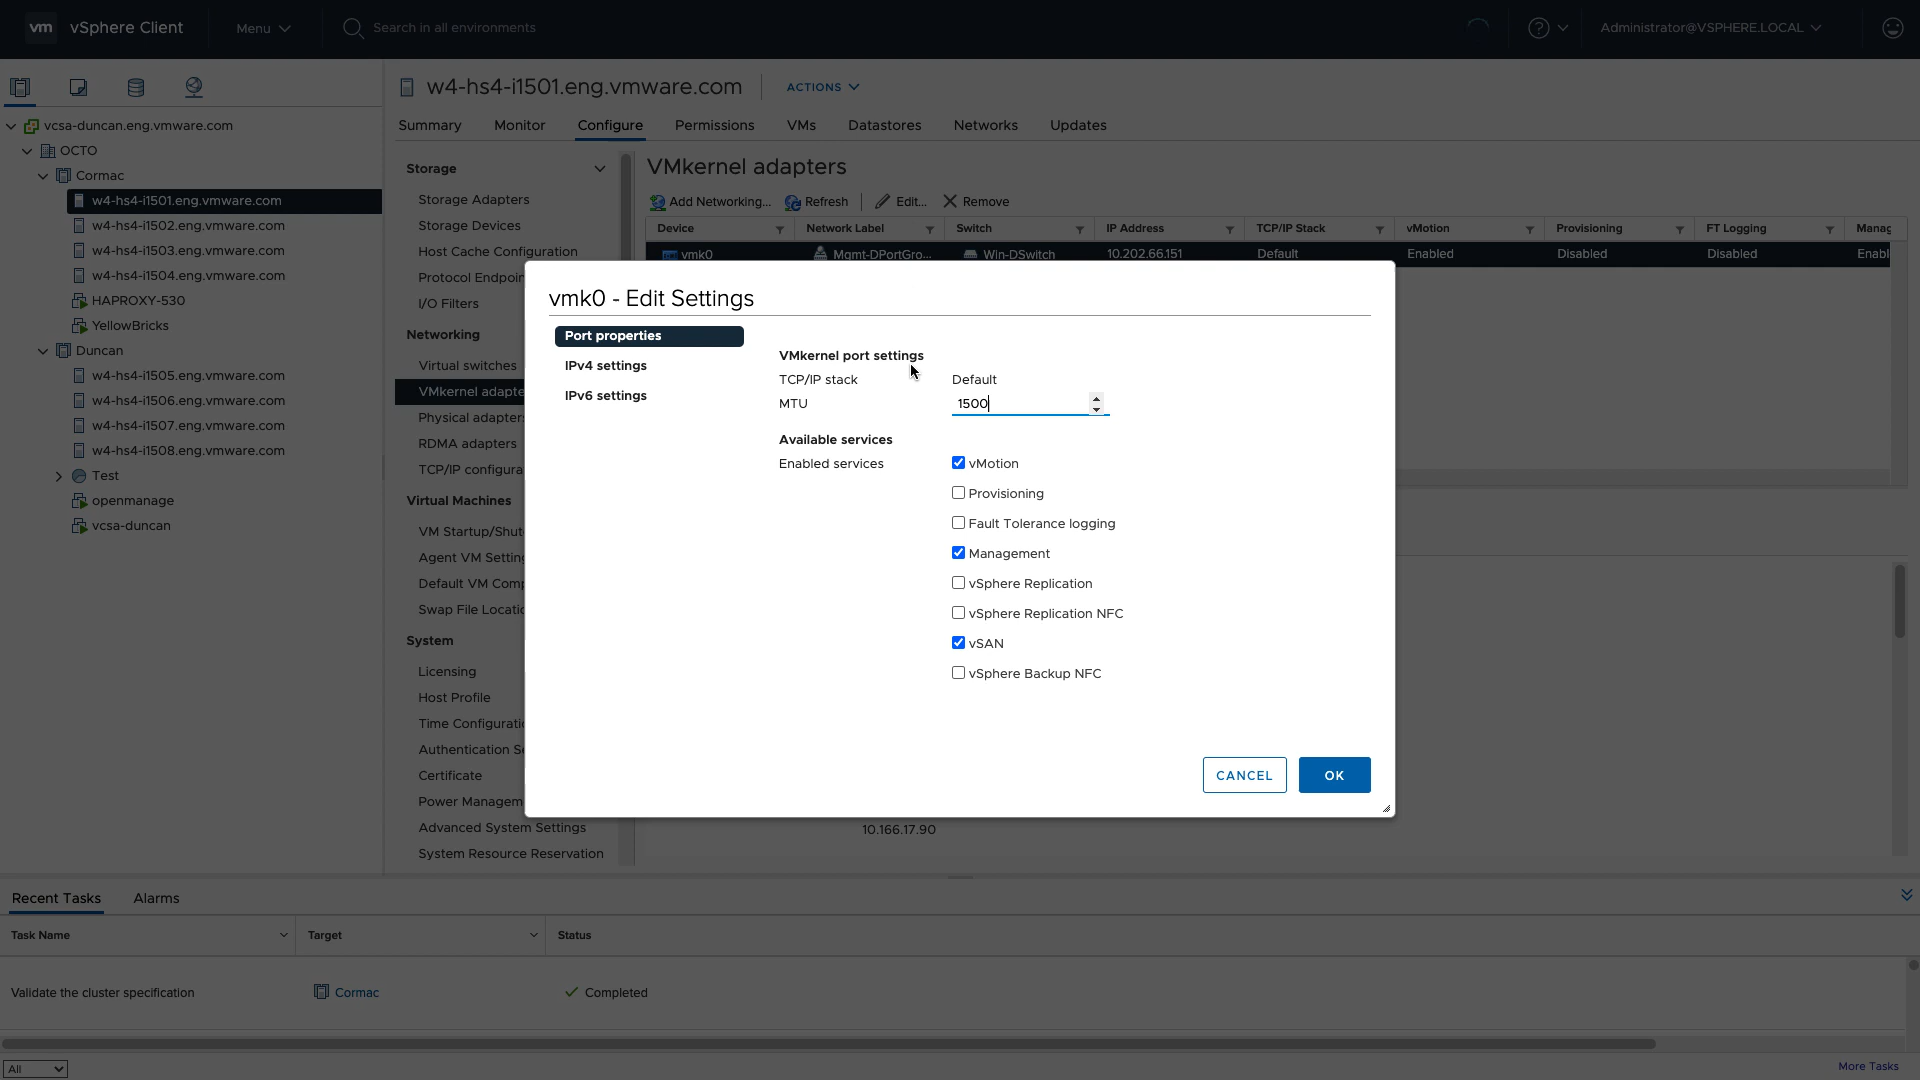 vm vSphere Client Menu Search in all environments Administrator@VSPHERE.LOCAL
vcsa-duncan.eng.vmware.com
OCTO
Cormac
w4-hs4-i1501.eng.vmware.com
w4-hs4-i1502.eng.vmware.com
w4-hs4-i1503.eng.vmware.com
w4-hs4-i1504.eng.vmware.com
HAPROXY-530
YellowBricks
Duncan
w4-hs4-i1505.eng.vmware.com
w4-hs4-i1506.eng.vmware.com
w4-hs4-i1507.eng.vmware.com
w4-hs4-i1508.eng.vmware.com
Test
openmanage
vcsa-duncan
w4-hs4-i1501.eng.vmware.com ACTIONS
Summary Monitor Configure Permissions VMs Datastores Networks Updates
Storage
Storage Adapters
Storage Devices
Host Cache Configuration
Protocol Endpoin
I/O Filters
Networking
Virtual switches
VMkernel adapte
Physical adapters
RDMA adapters
TCP/IP configura
Virtual Machines
VM Startup/Shut
Agent VM Setting
Default VM Comp
Swap File Locatio
System
Licensing
Host Profile
Time Configuratio
Authentication Se
Certificate
Power Managem
Advanced System Settings
System Resource Reservation
VMkernel adapters
Add Networking... Refresh Edit... Remove
Device Network Label Switch IP Address TCP/IP Stack vMotion Provisioning FT Logging Manag
vmk0 Mgmt-DPortGro... Win-DSwitch 10.202.66.151 Default Enabled Disabled Disabled Enabl
vmk0 - Edit Settings
Port properties
IPv4 settings
IPv6 settings
VMkernel port settings
TCP/IP stack Default
MTU 1500
Available services
Enabled services vMotion
Provisioning
Fault Tolerance logging
Management
vSphere Replication
vSphere Replication NFC
vSAN
vSphere Backup NFC
CANCEL OK
10.166.17.90
Recent Tasks Alarms
Task Name Target Status
Validate the cluster specification Cormac Completed
All More Tasks